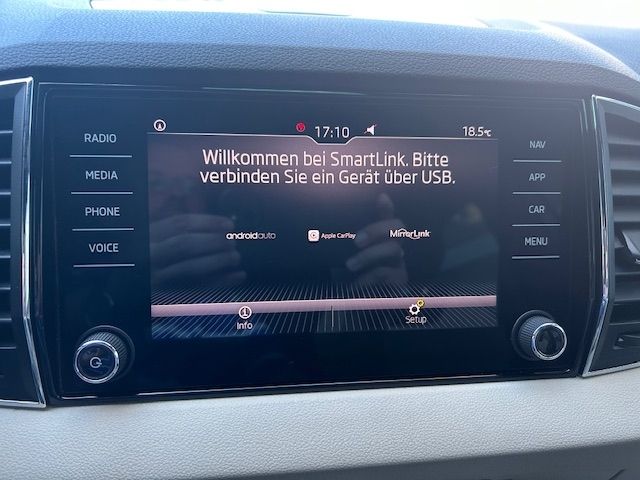 17:10
18.5°C
RADIO
MEDIA
PHONE
VOICE
Willkommen bei SmartLink. Bitte
verbinden Sie ein Gerät über USB.
androidauto
Apple CarPlay
MirrorLink
Info
Setup
NAV
APP
CAR
MENU